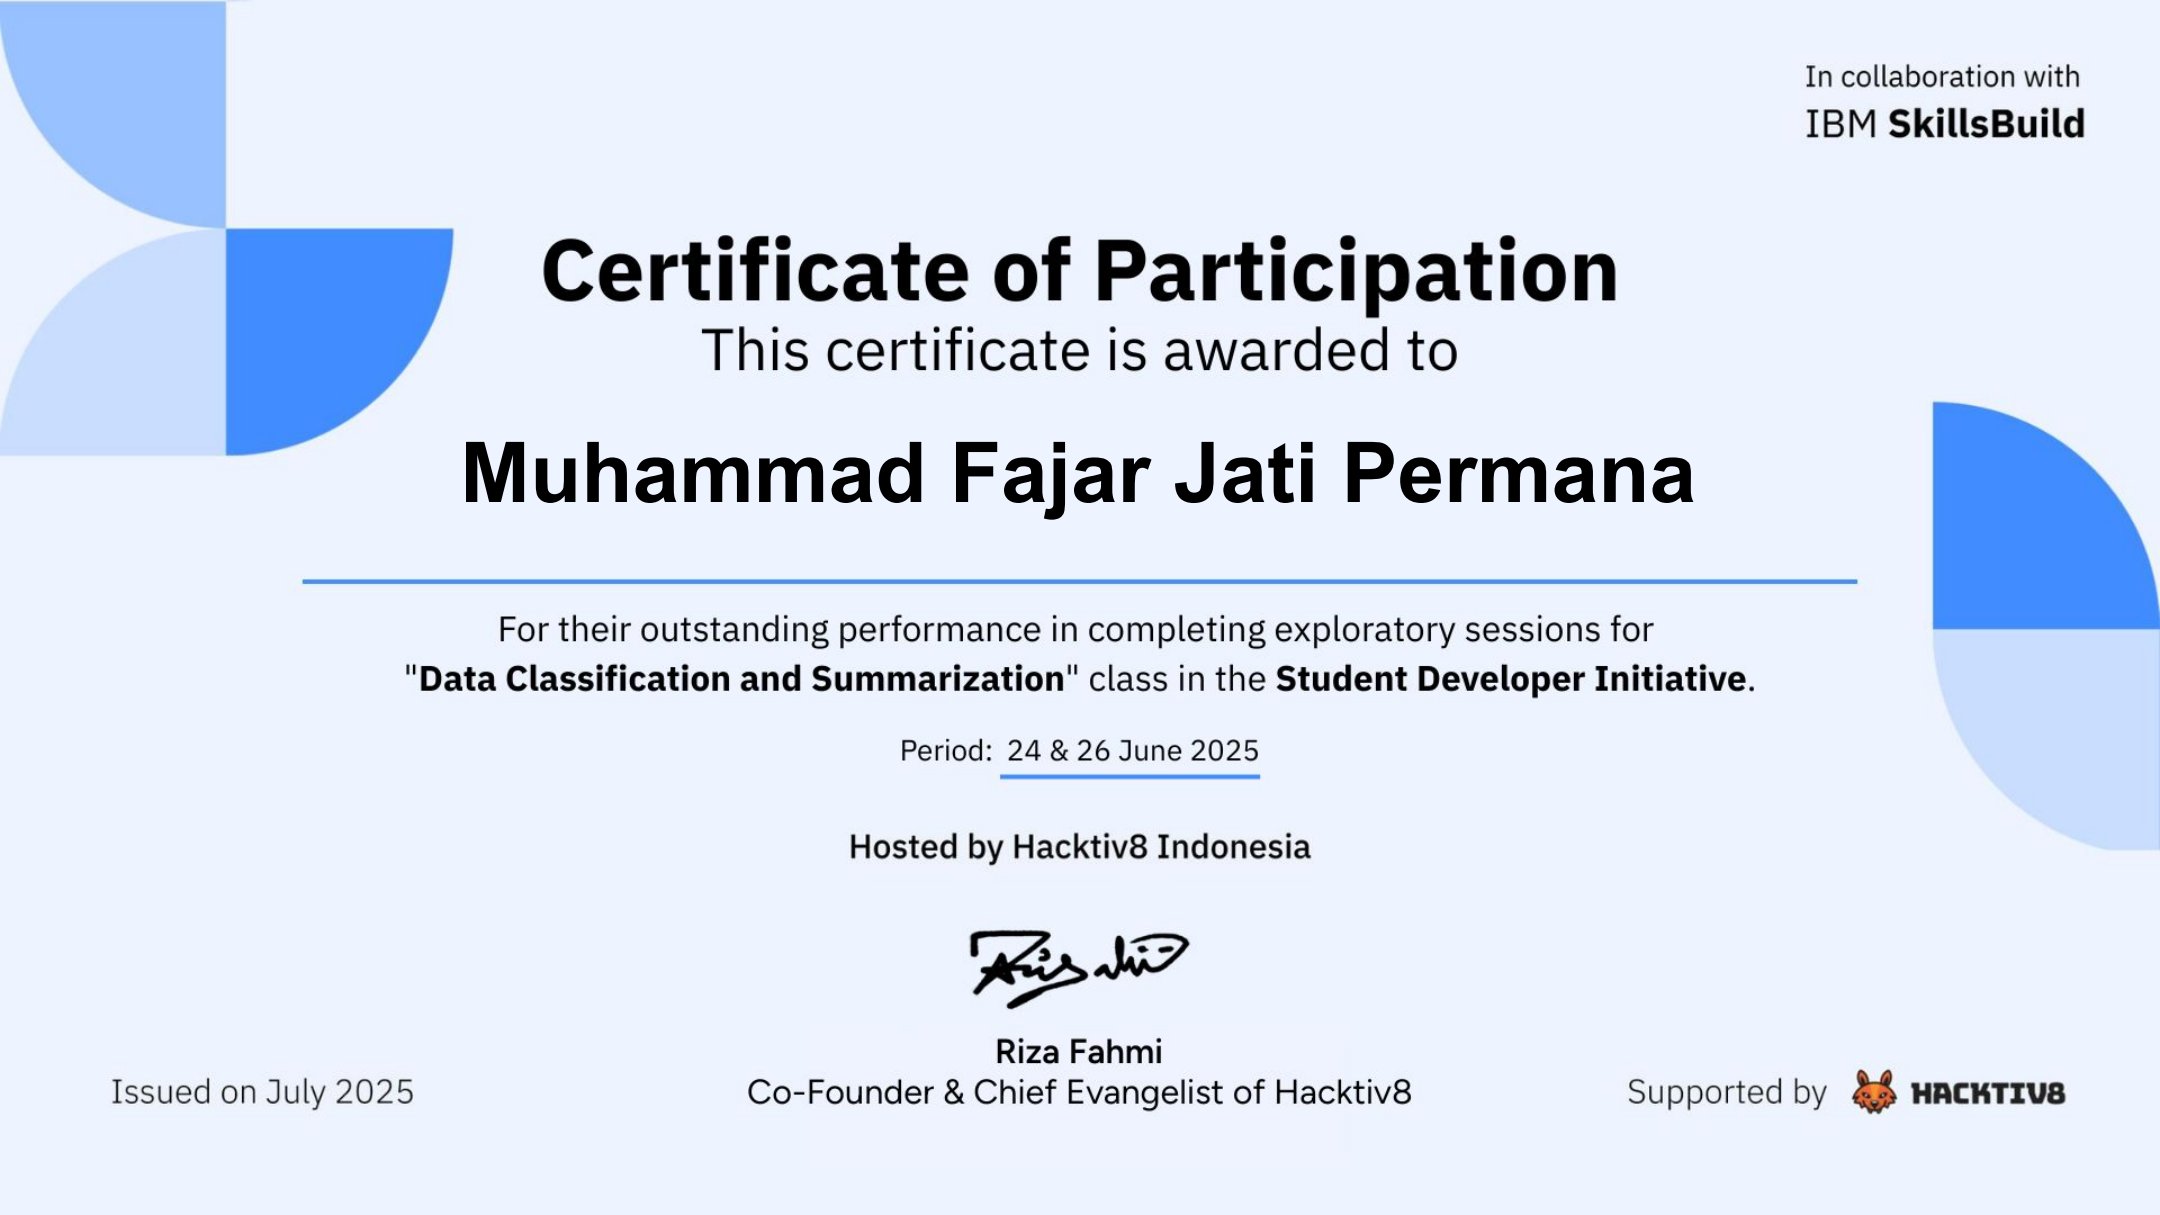 In collaboration with
IBM SkillsBuild
Certificate of Participation
This certificate is awarded to
Muhammad Fajar Jati Permana
For their outstanding performance in completing exploratory sessions for
"Data Classification and Summarization" class in the Student Developer Initiative.
Period: 24 & 26 June 2025
Hosted by Hacktiv8 Indonesia
Riza Fahmi
Co-Founder & Chief Evangelist of Hacktiv8
Issued on July 2025
Supported by HACKTIV8